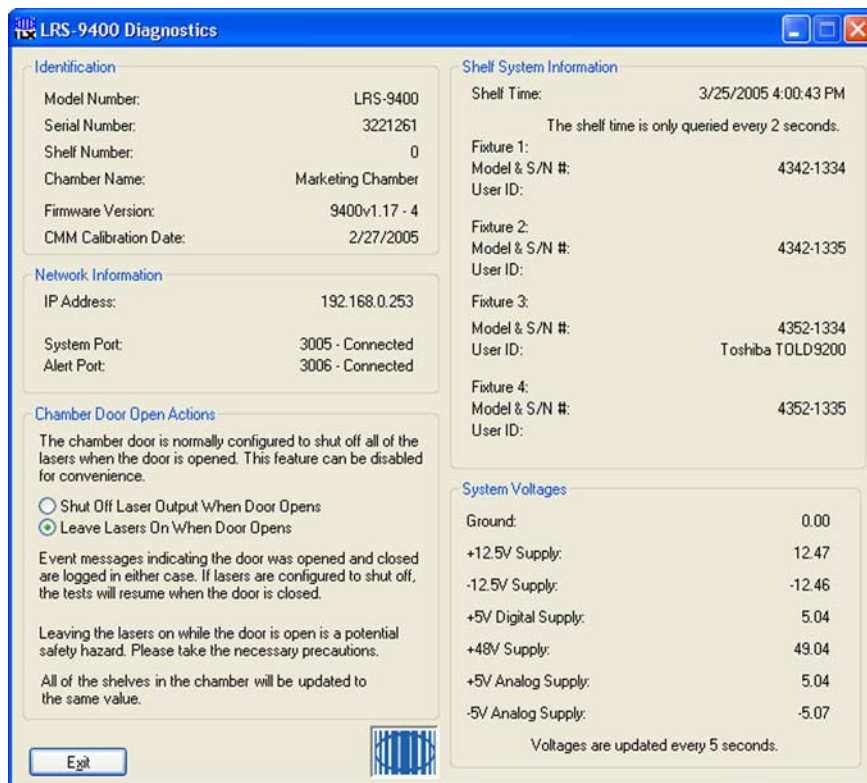 LRS-9400 Diagnostics
Identification
Model Number: LRS-9400
Serial Number: 3221261
Shelf Number: 0
Chamber Name: Marketing Chamber
Firmware Version: 9400v1.17 - 4
CMM Calibration Date: 2/27/2005
Network Information
IP Address: 192.168.0.253
System Port: 3005 - Connected
Alert Port: 3006 - Connected
Chamber Door Open Actions
The chamber door is normally configured to shut off all of the
lasers when the door is opened. This feature can be disabled
for convenience.
Shut Off Laser Output When Door Opens
Leave Lasers On When Door Opens
Event messages indicating the door was opened and closed
are logged in either case. If lasers are configured to shut off,
the tests will resume when the door is closed.
Leaving the lasers on while the door is open is a potential
safety hazard. Please take the necessary precautions.
All of the shelves in the chamber will be updated to
the same value.
Exit
Shelf System Information
Shelf Time: 3/25/2005 4:00:43 PM
The shelf time is only queried every 2 seconds.
Fixture 1:
Model & S/N #: 4342-1334
User ID:
Fixture 2:
Model & S/N #: 4342-1335
User ID:
Fixture 3:
Model & S/N #: 4352-1334
User ID: Toshiba TOLD9200
Fixture 4:
Model & S/N #: 4352-1335
User ID:
System Voltages
Ground: 0.00
+12.5V Supply: 12.47
-12.5V Supply: -12.46
+5V Digital Supply: 5.04
+48V Supply: 49.04
+5V Analog Supply: 5.04
-5V Analog Supply: -5.07
Voltages are updated every 5 seconds.